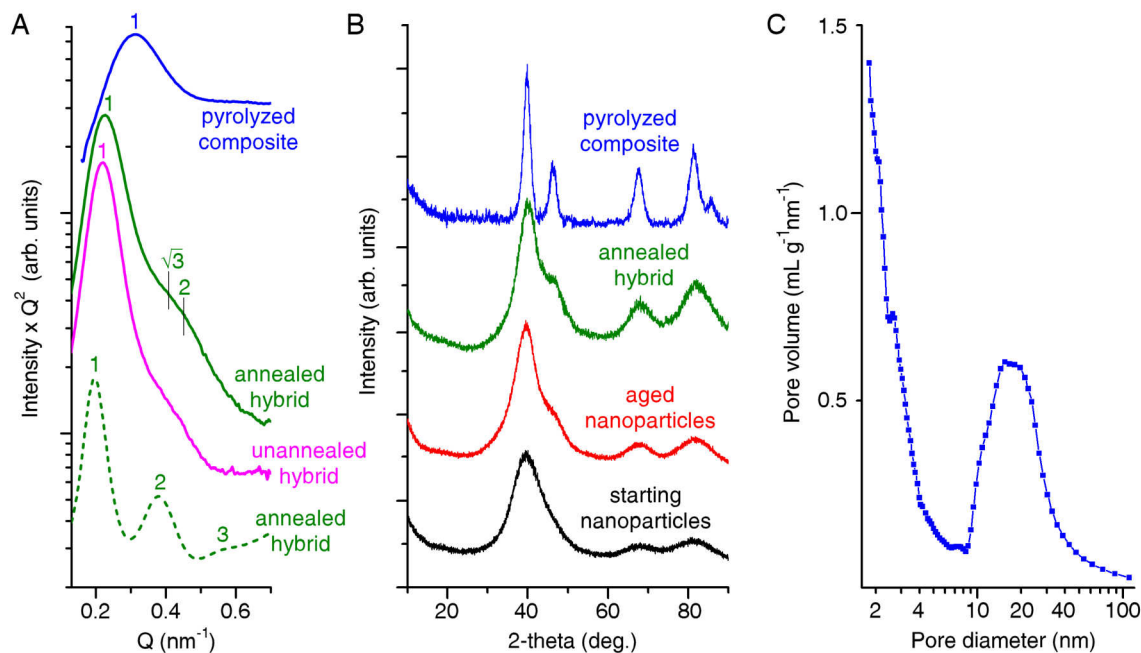 A
Intensity x Q² (arb. units)
1
pyrolyzed
composite
1
1
√3
2
annealed
hybrid
1
unannealed
hybrid
2
3
annealed
hybrid
0.2 0.4 0.6
Q (nm⁻¹)
B
Intensity (arb. units)
pyrolyzed
composite
annealed
hybrid
aged
nanoparticles
starting
nanoparticles
20 40 60 80
2-theta (deg.)
C
Pore volume (mL g⁻¹nm⁻¹)
1.5
1.0
0.5
2 4 10 20 40 100
Pore diameter (nm)